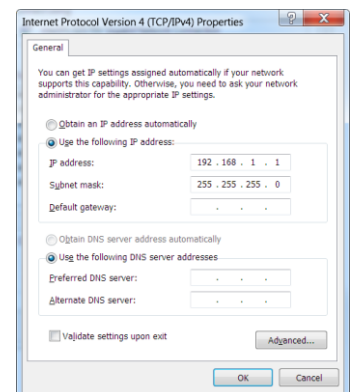 Internet Protocol Version 4 (TCP/IPv4) Properties
General
You can get IP settings assigned automatically if your network
supports this capability. Otherwise, you need to ask your network
administrator for the appropriate IP settings.
Obtain an IP address automatically
Use the following IP address:
IP address: 192 . 168 . 1 . 1
Subnet mask: 255 . 255 . 255 . 0
Default gateway: . . .
Obtain DNS server address automatically
Use the following DNS server addresses
Preferred DNS server: . . .
Alternate DNS server: . . .
Validate settings upon exit
Advanced...
OK Cancel